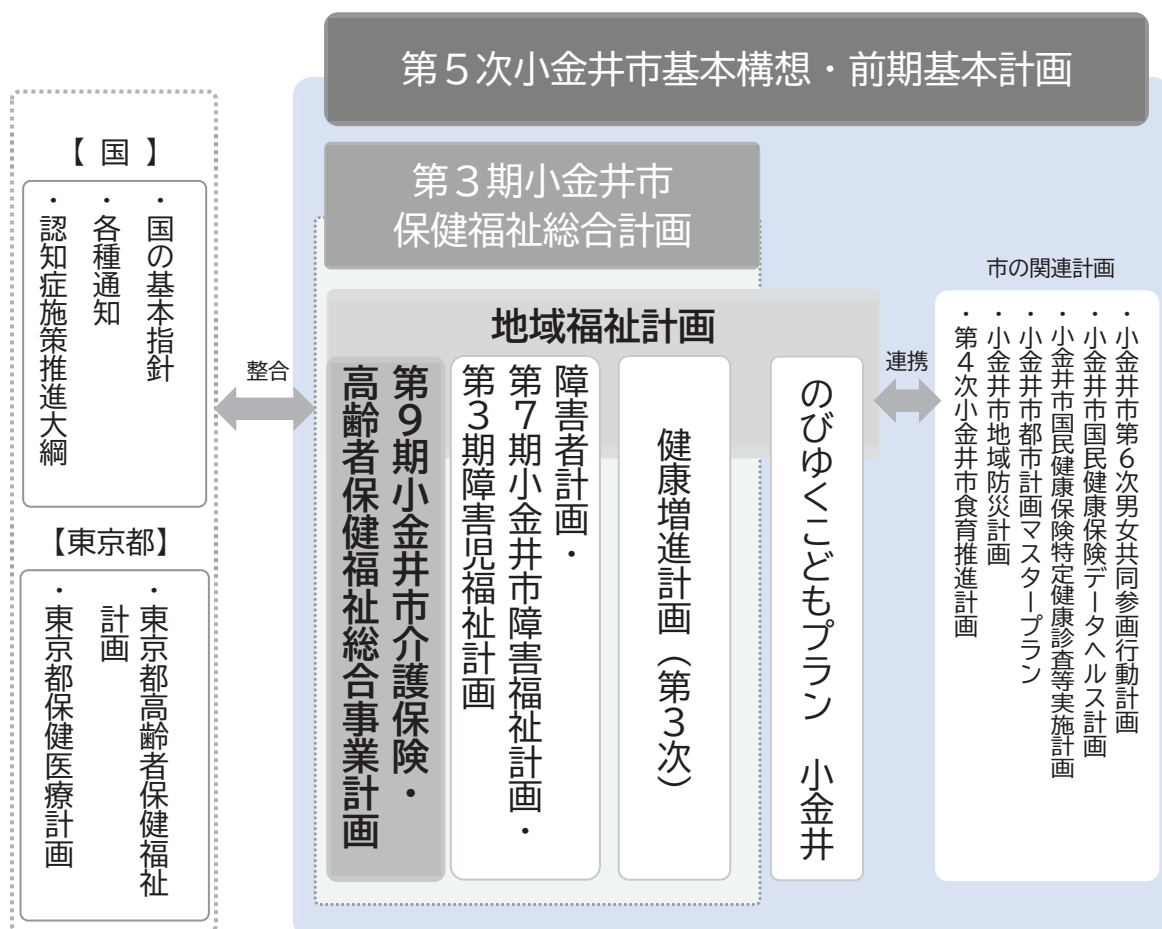 第５次小金井市基本構想・前期基本計画
【 国 】
・国の基本指針
・各種通知
・認知症施策推進大綱
【東京都】
・東京都高齢者保健福祉
計画
・東京都保健医療計画
整合
第３期小金井市
保健福祉総合計画
地域福祉計画
第９期小金井市介護保険・
高齢者保健福祉総合事業計画
障害者計画・
第７期小金井市障害福祉計画・
第３期障害児福祉計画
健康増進計画（第３次）
のびゆくこどもプラン　小金井
連携
市の関連計画
・小金井市第６次男女共同参画行動計画
・小金井市国民健康保険データヘルス計画
・小金井市国民健康保険特定健康診査等実施計画
・小金井市都市計画マスタープラン
・小金井市地域防災計画
・第４次小金井市食育推進計画